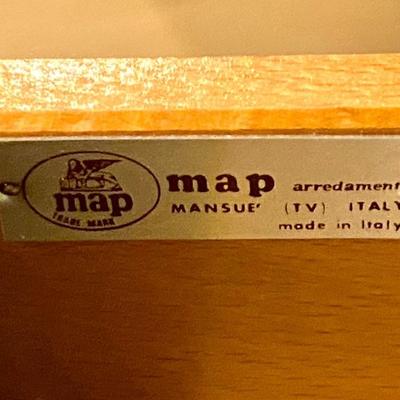 map
TRADE MARK
map arredament
MANSUE' (TV) ITALY
made in Italy